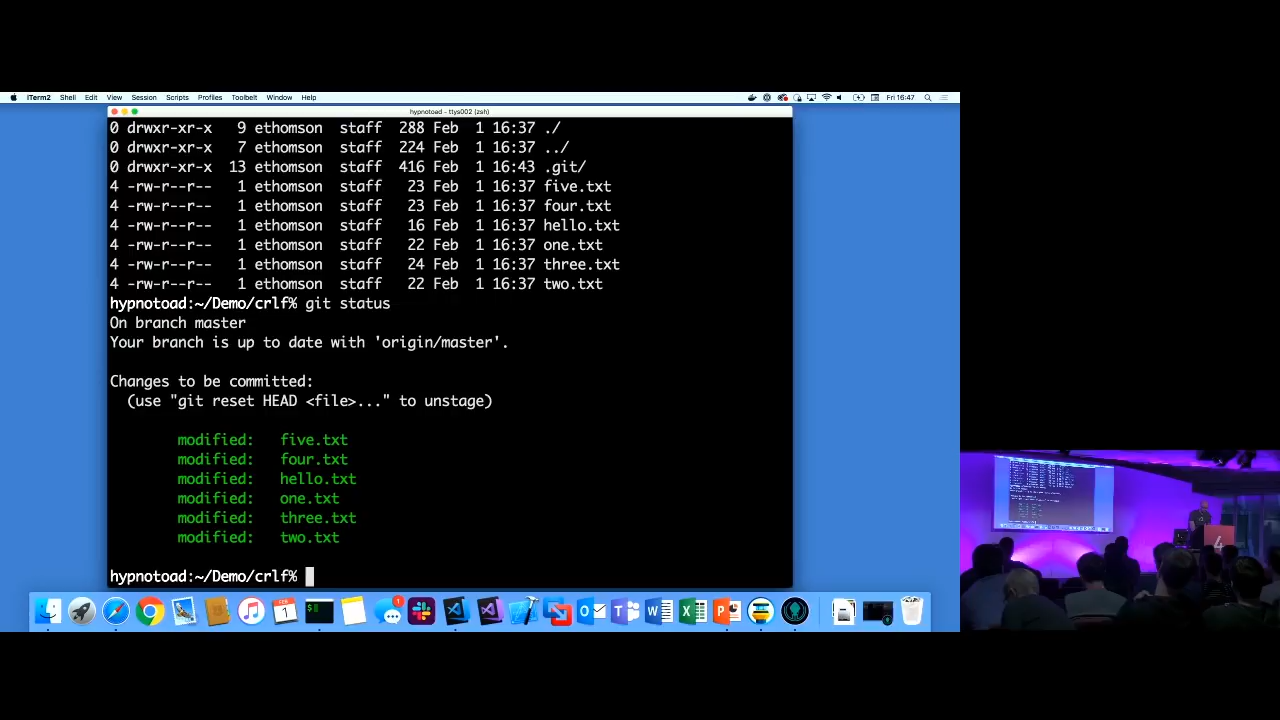 iTerm2 Shell Edit View Session Scripts Profiles Toolbelt Window Help Fri 16:47
hypnotoad - ttys002 (zsh)
0 drwxr-xr-x 9 ethomson staff 288 Feb 1 16:37 ./
0 drwxr-xr-x 7 ethomson staff 224 Feb 1 16:37 ../
0 drwxr-xr-x 13 ethomson staff 416 Feb 1 16:43 .git/
4 -rw-r--r-- 1 ethomson staff 23 Feb 1 16:37 five.txt
4 -rw-r--r-- 1 ethomson staff 23 Feb 1 16:37 four.txt
4 -rw-r--r-- 1 ethomson staff 16 Feb 1 16:37 hello.txt
4 -rw-r--r-- 1 ethomson staff 22 Feb 1 16:37 one.txt
4 -rw-r--r-- 1 ethomson staff 24 Feb 1 16:37 three.txt
4 -rw-r--r-- 1 ethomson staff 22 Feb 1 16:37 two.txt
hypnotoad:~/Demo/crlf% git status
On branch master
Your branch is up to date with 'origin/master'.
Changes to be committed:
(use "git reset HEAD <file>..." to unstage)
modified: five.txt
modified: four.txt
modified: hello.txt
modified: one.txt
modified: three.txt
modified: two.txt
hypnotoad:~/Demo/crlf%